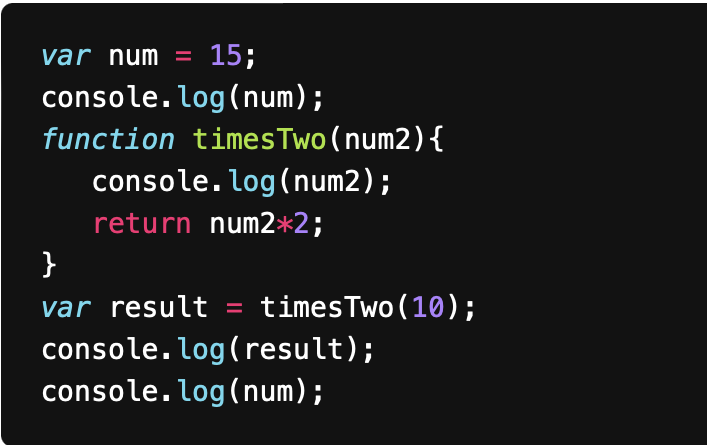 var num = 15;
console.log(num);
function timesTwo(num2){
   console.log(num2);
   return num2*2;
}
var result = timesTwo(10);
console.log(result);
console.log(num);